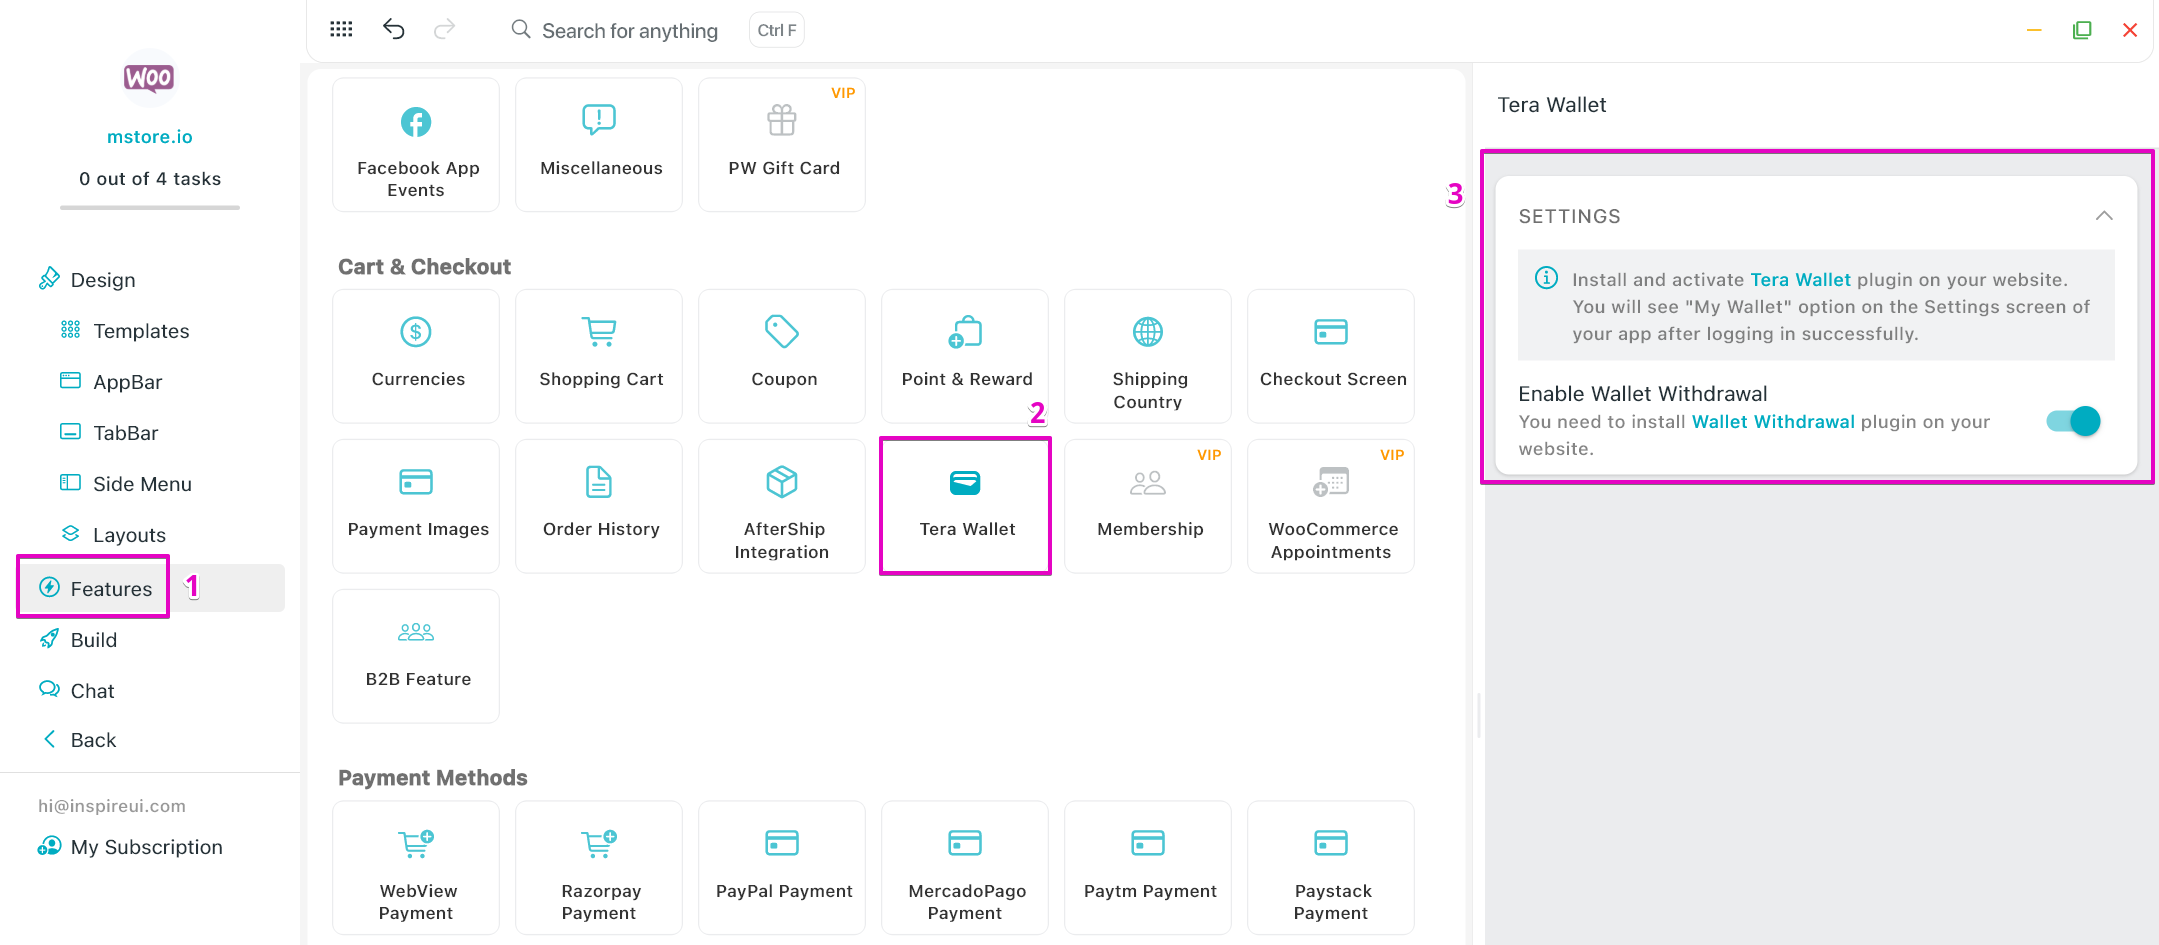 Search for anything
Ctrl F
WOO
mstore.io
0 out of 4 tasks
Design
Templates
AppBar
TabBar
Side Menu
Layouts
Features
1
Build
Chat
Back
hi@inspireui.com
My Subscription
Facebook App
Events
Miscellaneous
VIP
PW Gift Card
Cart & Checkout
Currencies
Shopping Cart
Coupon
Point & Reward
Shipping
Country
Checkout Screen
2
Payment Images
Order History
AfterShip
Integration
Tera Wallet
VIP
Membership
VIP
WooCommerce
Appointments
B2B Feature
Payment Methods
WebView
Payment
Razorpay
Payment
PayPal Payment
MercadoPago
Payment
Paytm Payment
Paystack
Payment
Tera Wallet
3
SETTINGS
Install and activate Tera Wallet plugin on your website.
You will see "My Wallet" option on the Settings screen of
your app after logging in successfully.
Enable Wallet Withdrawal
You need to install Wallet Withdrawal plugin on your
website.